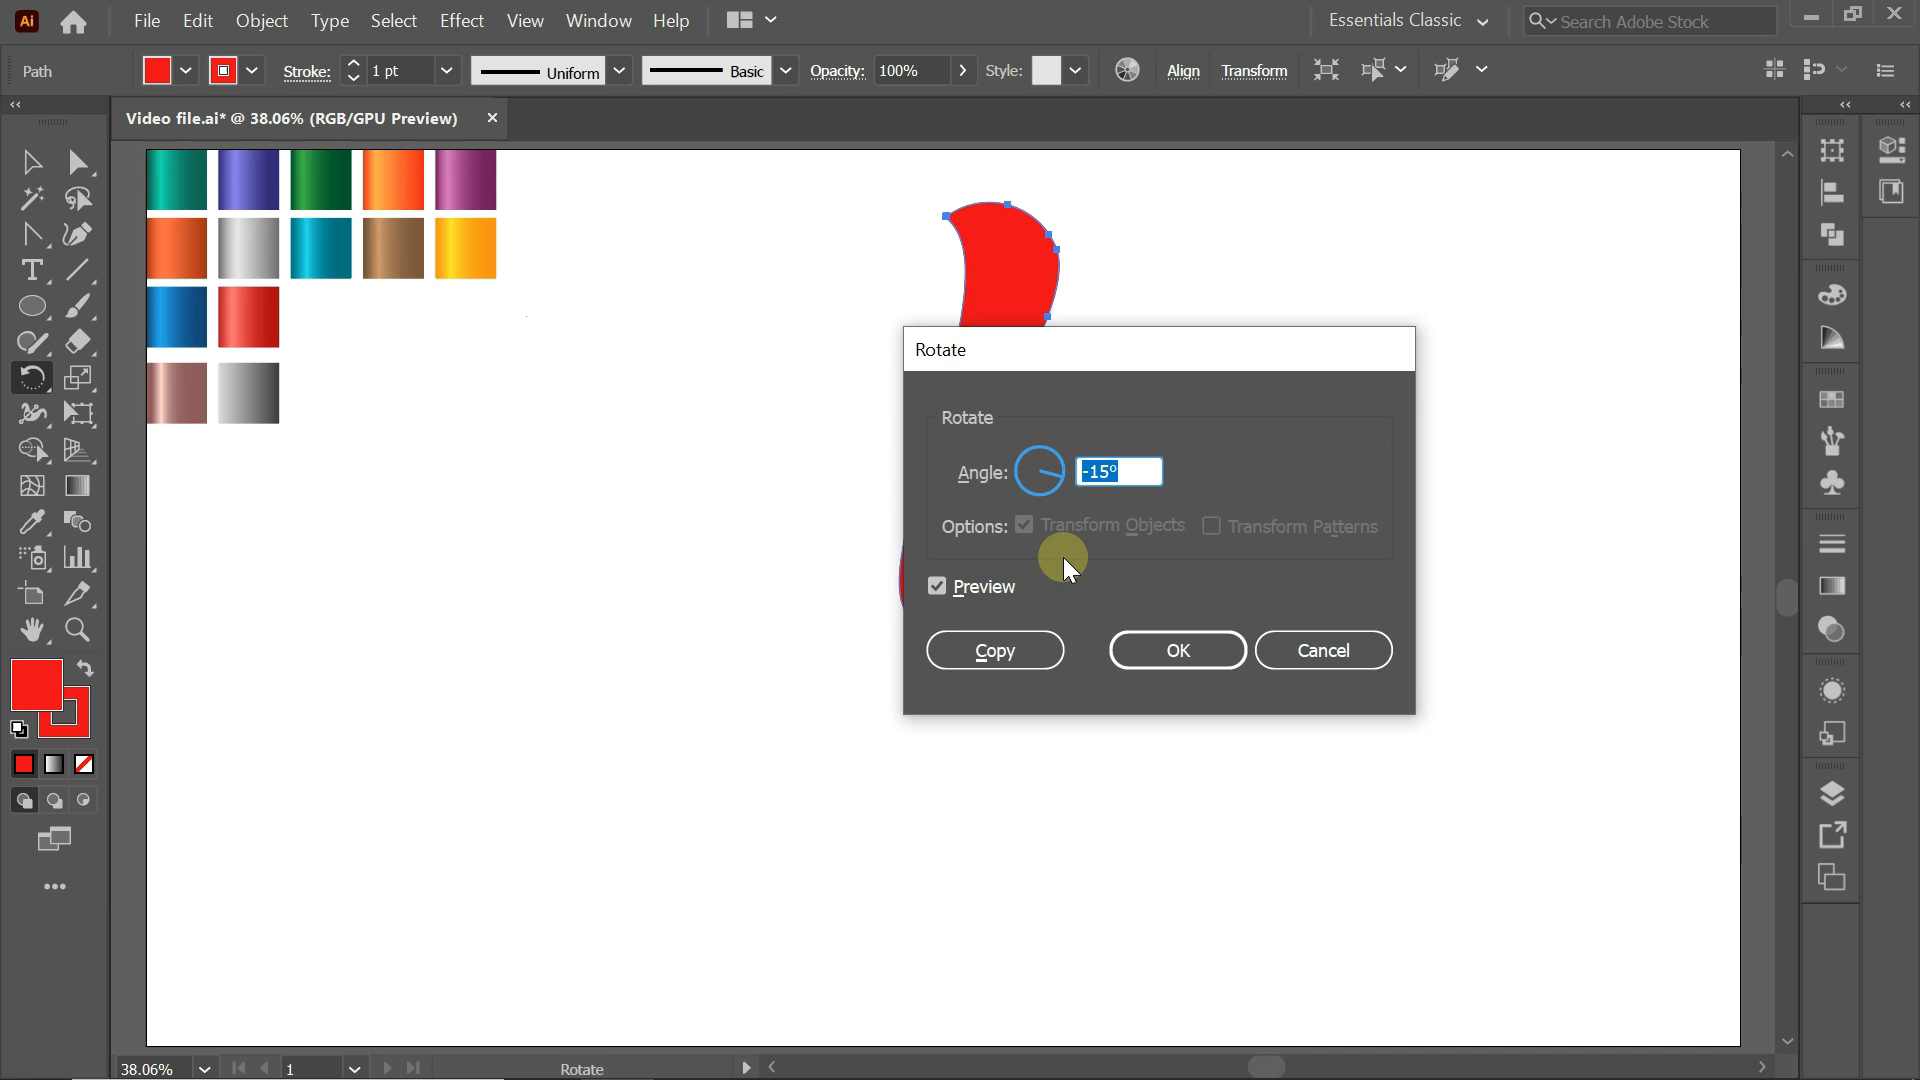 Ai File Edit Object Type Select Effect View Window Help Essentials Classic Search Adobe Stock
Path Stroke: 1 pt Uniform Basic Opacity: 100% Style: Align Transform
Video file.ai* @ 38.06% (RGB/GPU Preview)
Rotate
Rotate
Angle: -15°
Options: Transform Objects Transform Patterns
Preview
Copy OK Cancel
38.06% 1 Rotate